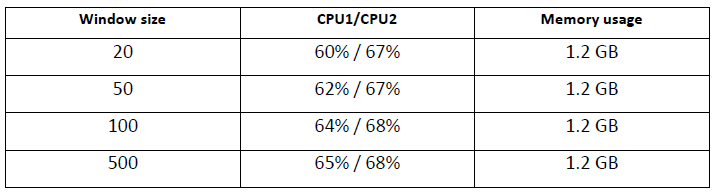 Window size CPU1/CPU2 Memory usage
20 60% / 67% 1.2 GB
50 62% / 67% 1.2 GB
100 64% / 68% 1.2 GB
500 65% / 68% 1.2 GB